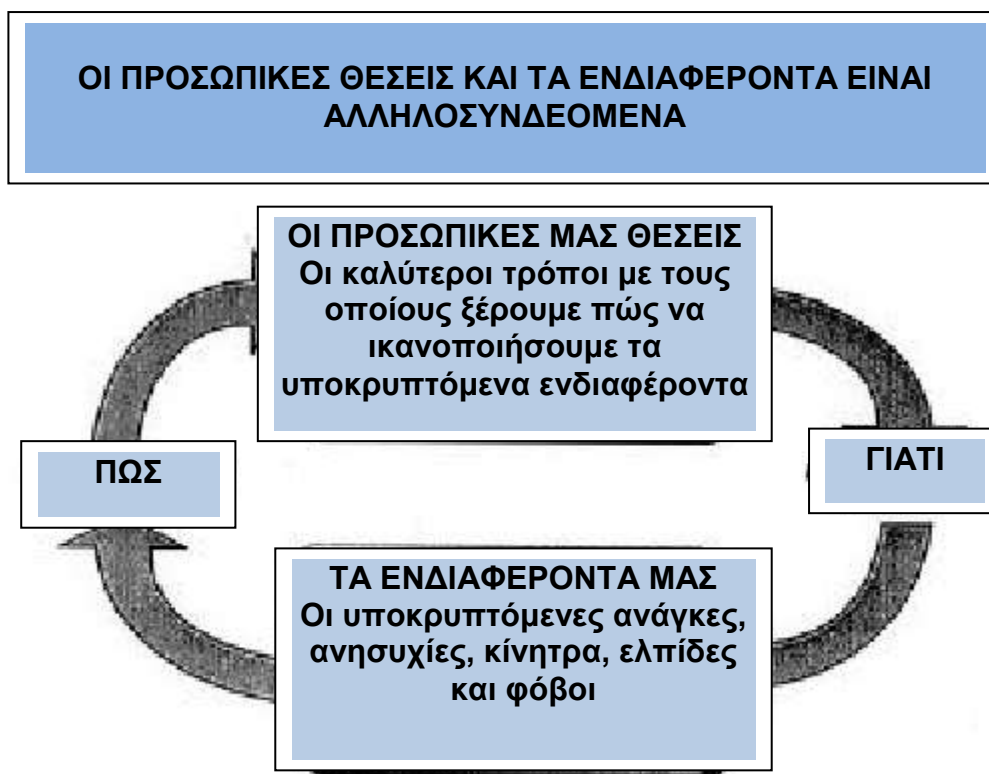 ΟΙ ΠΡΟΣΩΠΙΚΕΣ ΘΕΣΕΙΣ ΚΑΙ ΤΑ ΕΝΔΙΑΦΕΡΟΝΤΑ ΕΙΝΑΙ
ΑΛΛΗΛΟΣΥΝΔΕΟΜΕΝΑ
ΟΙ ΠΡΟΣΩΠΙΚΕΣ ΜΑΣ ΘΕΣΕΙΣ
Οι καλύτεροι τρόποι με τους
οποίους ξέρουμε πώς να
ικανοποιήσουμε τα
υποκρυπτόμενα ενδιαφέροντα
ΠΩΣ
ΓΙΑΤΙ
ΤΑ ΕΝΔΙΑΦΕΡΟΝΤΑ ΜΑΣ
Οι υποκρυπτόμενες ανάγκες,
ανησυχίες, κίνητρα, ελπίδες
και φόβοι